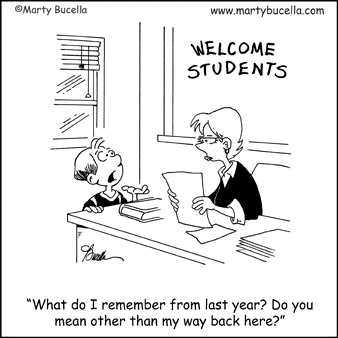 ©Marty Bucella www.martybucella.com
WELCOME
STUDENTS
Bucella
“What do I remember from last year? Do you
mean other than my way back here?”